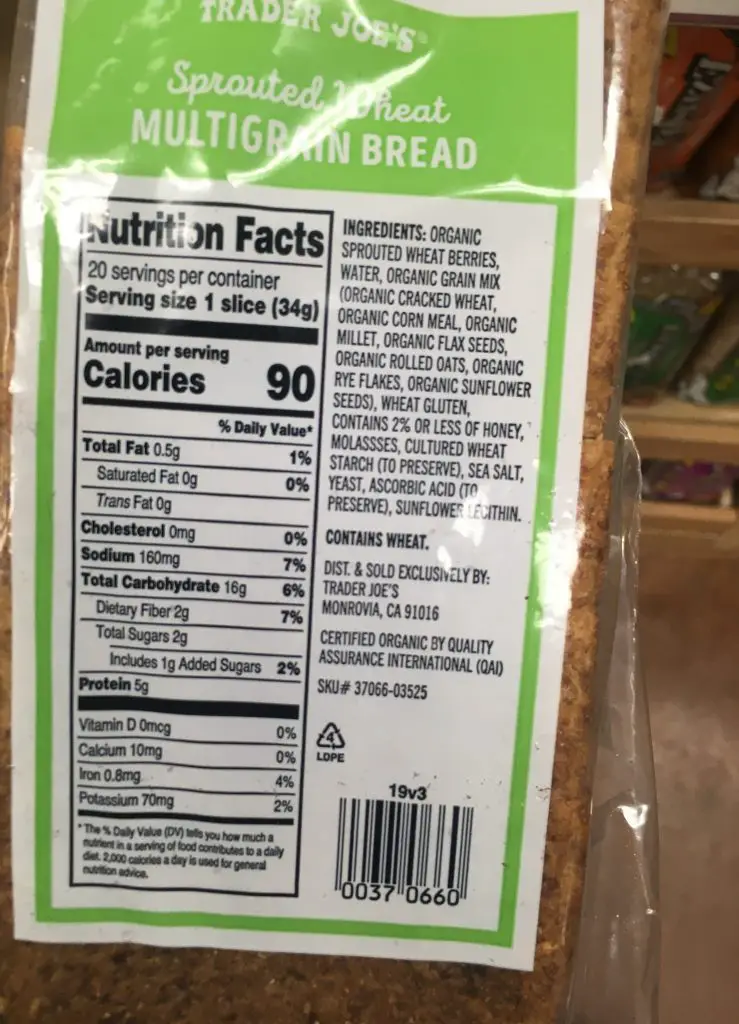 TRADER JOE'S
Sprouted Wheat
MULTIGRAIN BREAD
Nutrition Facts
20 servings per container
Serving size 1 slice (34g)
Amount per serving
Calories 90
% Daily Value*
Total Fat 0.5g 1%
Saturated Fat 0g 0%
Trans Fat 0g
Cholesterol 0mg 0%
Sodium 160mg 7%
Total Carbohydrate 16g 6%
Dietary Fiber 2g 7%
Total Sugars 2g
Includes 1g Added Sugars 2%
Protein 5g
Vitamin D 0mcg 0%
Calcium 10mg 0%
Iron 0.8mg 4%
Potassium 70mg 2%
*The % Daily Value (DV) tells you how much a
nutrient in a serving of food contributes to a daily
diet. 2,000 calories a day is used for general
nutrition advice.
INGREDIENTS: ORGANIC
SPROUTED WHEAT BERRIES,
WATER, ORGANIC GRAIN MIX
(ORGANIC CRACKED WHEAT,
ORGANIC CORN MEAL, ORGANIC
MILLET, ORGANIC FLAX SEEDS,
ORGANIC ROLLED OATS, ORGANIC
RYE FLAKES, ORGANIC SUNFLOWER
SEEDS), WHEAT GLUTEN,
CONTAINS 2% OR LESS OF HONEY,
MOLASSSES, CULTURED WHEAT
STARCH (TO PRESERVE), SEA SALT,
YEAST, ASCORBIC ACID (TO
PRESERVE), SUNFLOWER LECITHIN.
CONTAINS WHEAT.
DIST. & SOLD EXCLUSIVELY BY:
TRADER JOE'S
MONROVIA, CA 91016
CERTIFIED ORGANIC BY QUALITY
ASSURANCE INTERNATIONAL (QAI)
SKU# 37066-03525
4
LDPE
19v3
0037 0660